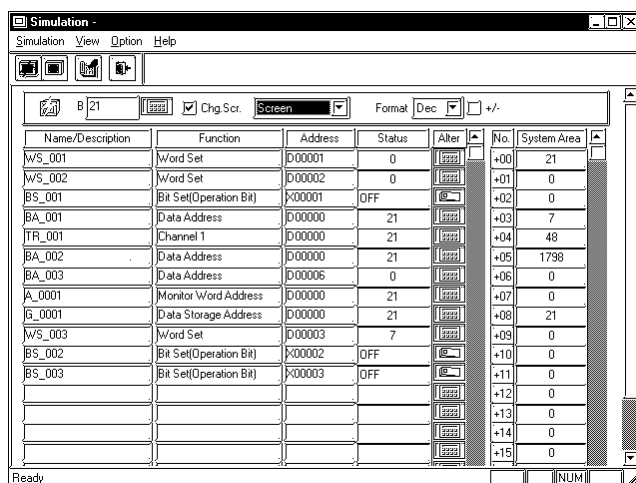 Simulation -
Simulation View Option Help
B 21 Chg.Scr. Screen Format Dec +/-
Name/Description Function Address Status Alter No. System Area
WS_001 Word Set D00001 0 +00 21
WS_002 Word Set D00002 0 +01 0
BS_001 Bit Set(Operation Bit) X00001 OFF +02 0
BA_001 Data Address D00000 21 +03 7
TR_001 Channel 1 D00000 21 +04 48
BA_002 Data Address D00000 21 +05 1798
BA_003 Data Address D00006 0 +06 0
A_0001 Monitor Word Address D00000 21 +07 0
G_0001 Data Storage Address D00000 21 +08 21
WS_003 Word Set D00003 7 +09 0
BS_002 Bit Set(Operation Bit) X00002 OFF +10 0
BS_003 Bit Set(Operation Bit) X00003 OFF +11 0
+12 0
+13 0
+14 0
+15 0
Ready NUM